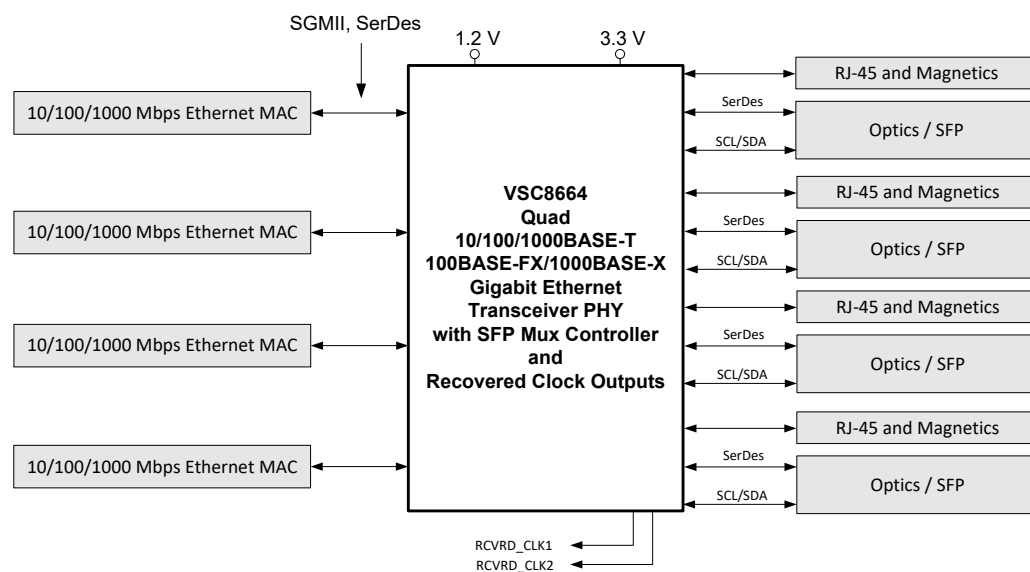 SGMII, SerDes
1.2 V
3.3 V
10/100/1000 Mbps Ethernet MAC
10/100/1000 Mbps Ethernet MAC
10/100/1000 Mbps Ethernet MAC
10/100/1000 Mbps Ethernet MAC
VSC8664
Quad
10/100/1000BASE-T
100BASE-FX/1000BASE-X
Gigabit Ethernet
Transceiver PHY
with SFP Mux Controller
and
Recovered Clock Outputs
RJ-45 and Magnetics
SerDes
Optics / SFP
SCL/SDA
RJ-45 and Magnetics
SerDes
Optics / SFP
SCL/SDA
RJ-45 and Magnetics
SerDes
Optics / SFP
SCL/SDA
RJ-45 and Magnetics
SerDes
Optics / SFP
SCL/SDA
RCVRD_CLK1
RCVRD_CLK2